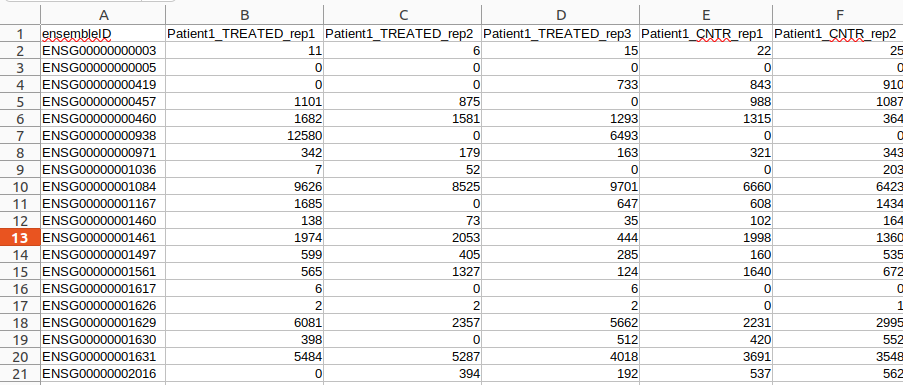 A B C D E F
1 ensembleID Patient1_TREATED_rep1 Patient1_TREATED_rep2 Patient1_TREATED_rep3 Patient1_CNTR_rep1 Patient1_CNTR_rep2
2 ENSG00000000003 11 6 15 22 25
3 ENSG00000000005 0 0 0 0 0
4 ENSG00000000419 0 0 733 843 910
5 ENSG00000000457 1101 875 0 988 1087
6 ENSG00000000460 1682 1581 1293 1315 364
7 ENSG00000000938 12580 0 6493 0 0
8 ENSG00000000971 342 179 163 321 343
9 ENSG00000001036 7 52 0 0 203
10 ENSG00000001084 9626 8525 9701 6660 6423
11 ENSG00000001167 1685 0 647 608 1434
12 ENSG00000001460 138 73 35 102 164
13 ENSG00000001461 1974 2053 444 1998 1360
14 ENSG00000001497 599 405 285 160 535
15 ENSG00000001561 565 1327 124 1640 672
16 ENSG00000001617 6 0 6 0 0
17 ENSG00000001626 2 2 2 0 1
18 ENSG00000001629 6081 2357 5662 2231 2995
19 ENSG00000001630 398 0 512 420 552
20 ENSG00000001631 5484 5287 4018 3691 3548
21 ENSG00000002016 0 394 192 537 562